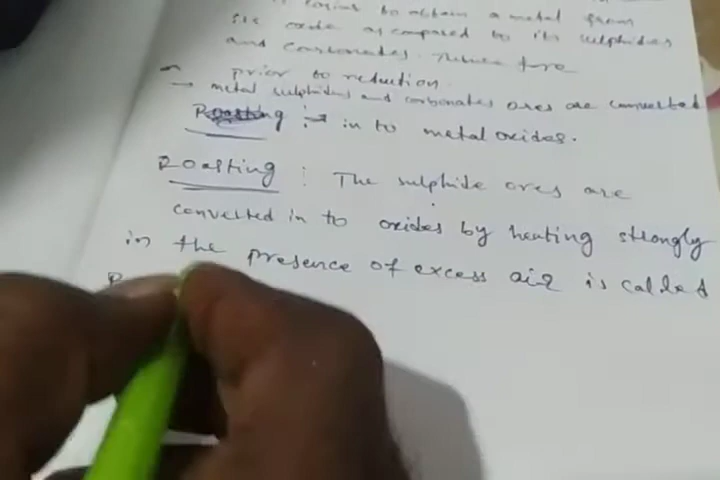 to obtain a metal from
its oxide as compared to its sulphides
and carbonates. Therefore
prior to reduction.
→ metal sulphides and carbonates ores are converted
in to metal oxides.
Roasting : The sulphide ores are
converted in to oxides by heating strongly
in the presence of excess air is called